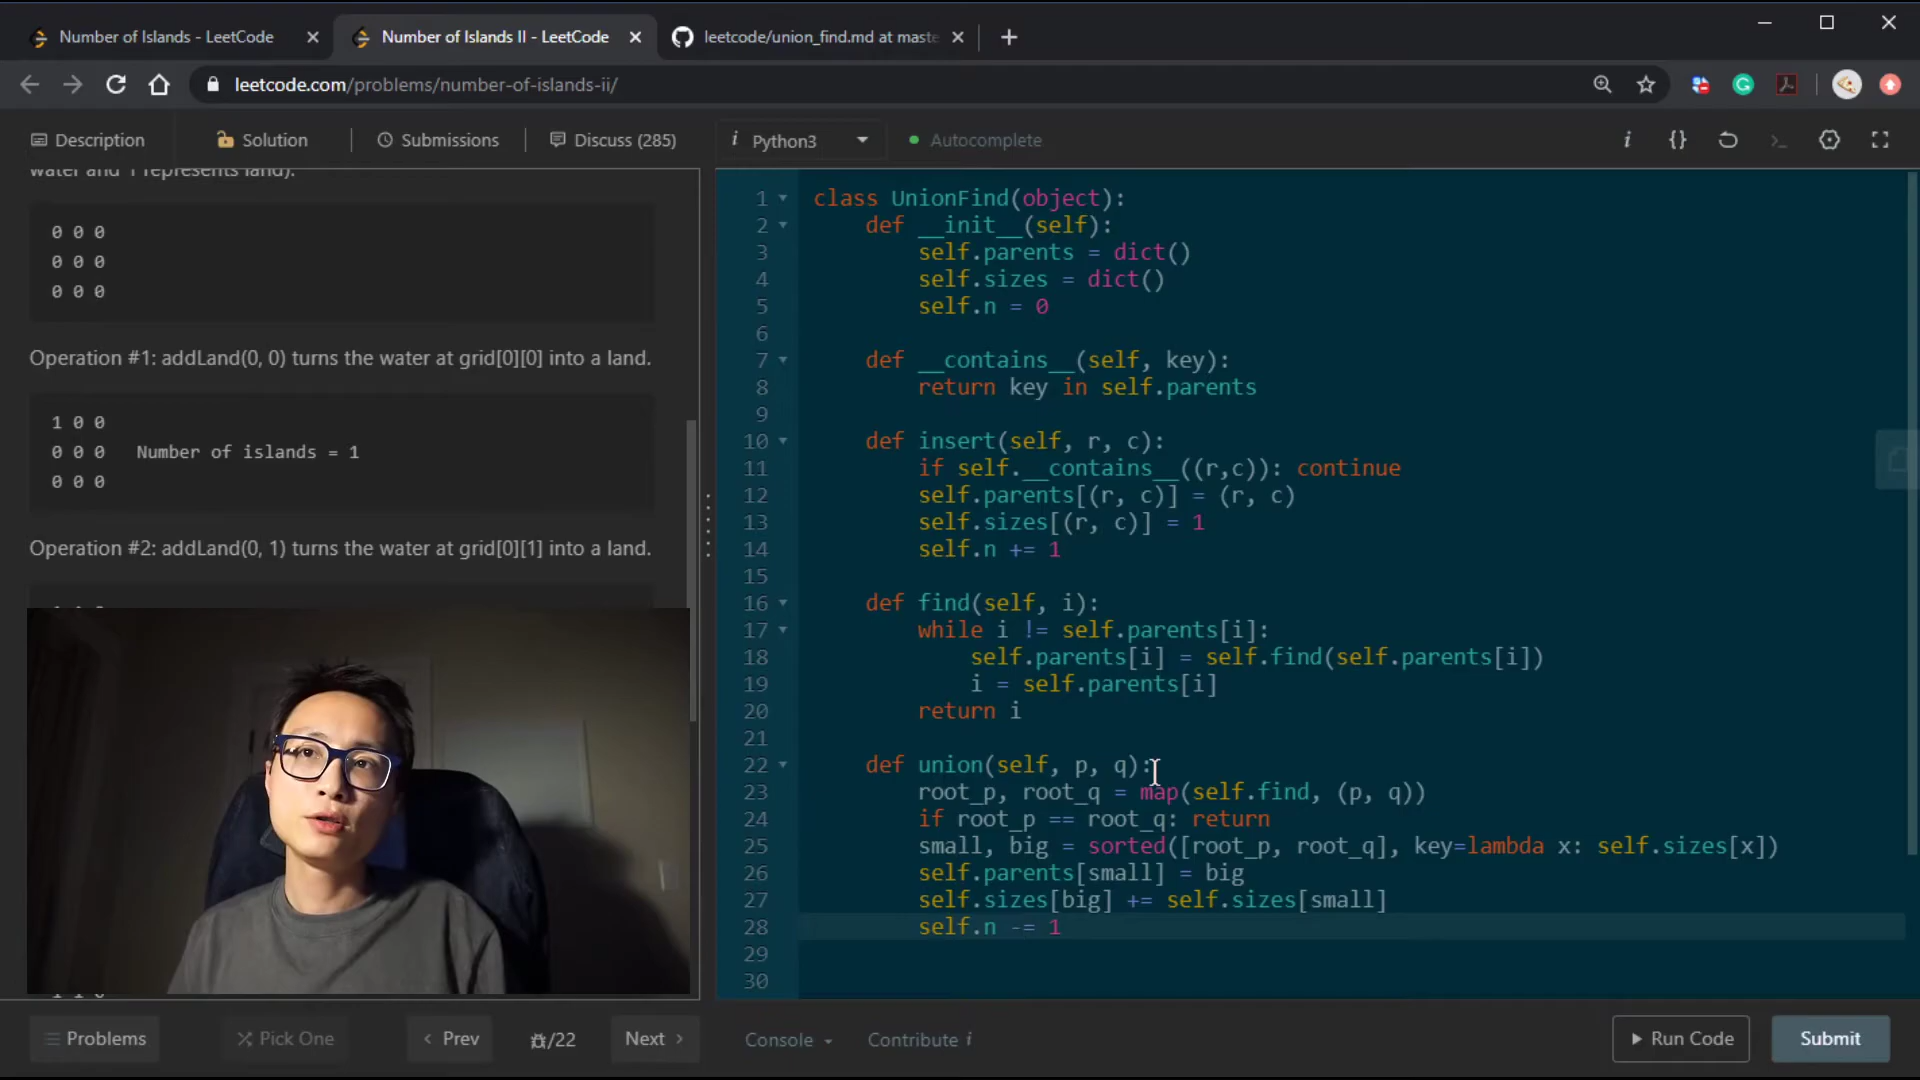 Number of Islands - LeetCode
Number of Islands II - LeetCode
leetcode/union_find.md at maste
leetcode.com/problems/number-of-islands-ii/
Description
Solution
Submissions
Discuss (285)
i Python3
Autocomplete
water and 1 represents land).
0 0 0
0 0 0
0 0 0
Operation #1: addLand(0, 0) turns the water at grid[0][0] into a land.
1 0 0
0 0 0   Number of islands = 1
0 0 0
Operation #2: addLand(0, 1) turns the water at grid[0][1] into a land.
1 class UnionFind(object):
2     def __init__(self):
3         self.parents = dict()
4         self.sizes = dict()
5         self.n = 0
6
7     def __contains__(self, key):
8         return key in self.parents
9
10     def insert(self, r, c):
11         if self.__contains__((r,c)): continue
12         self.parents[(r, c)] = (r, c)
13         self.sizes[(r, c)] = 1
14         self.n += 1
15
16     def find(self, i):
17         while i != self.parents[i]:
18             self.parents[i] = self.find(self.parents[i])
19             i = self.parents[i]
20         return i
21
22     def union(self, p, q):
23         root_p, root_q = map(self.find, (p, q))
24         if root_p == root_q: return
25         small, big = sorted([root_p, root_q], key=lambda x: self.sizes[x])
26         self.parents[small] = big
27         self.sizes[big] += self.sizes[small]
28         self.n -= 1
29
30
Problems
Pick One
Prev
/22
Next
Console
Contribute i
Run Code
Submit